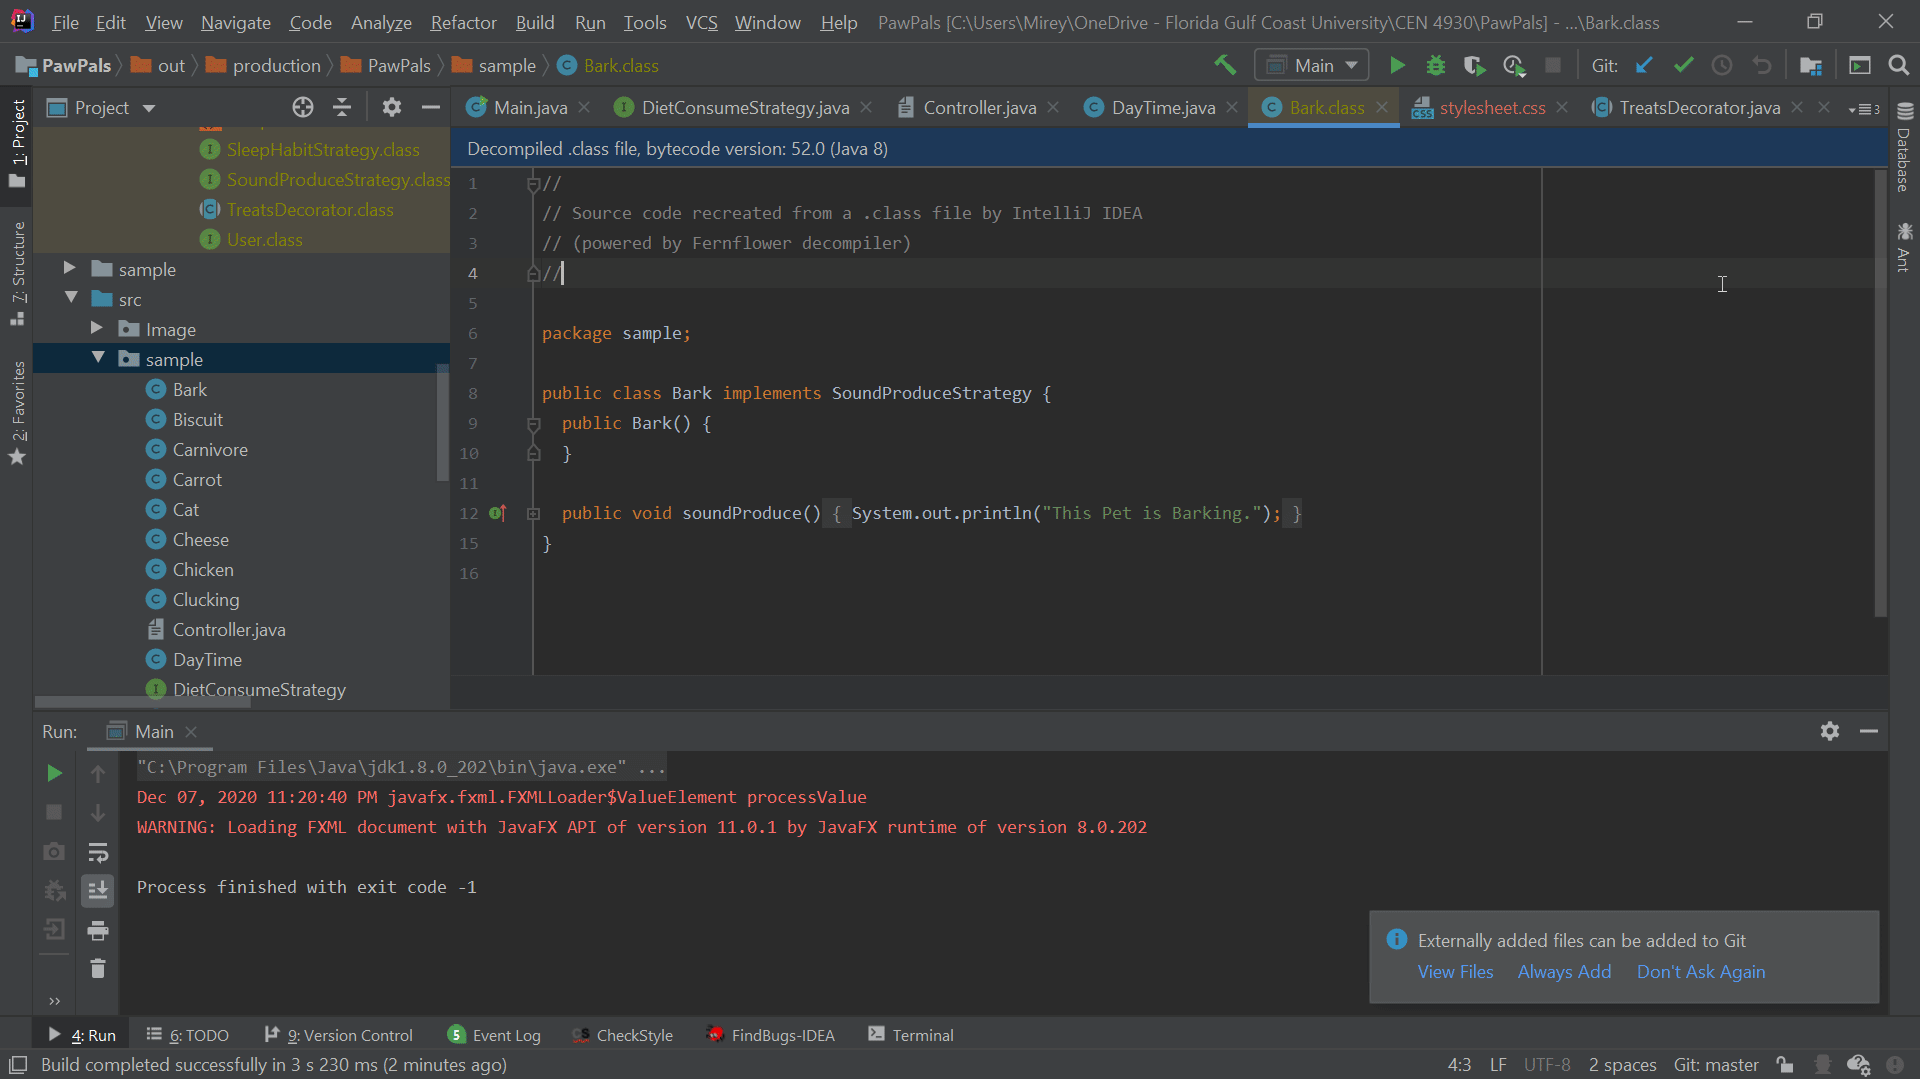 File Edit View Navigate Code Analyze Refactor Build Run Tools VCS Window Help PawPals [C:\Users\Mirey\OneDrive - Florida Gulf Coast University\CEN 4930\PawPals] - ...\Bark.class
PawPals out production PawPals sample Bark.class Main Git:
1: Project
7: Structure
2: Favorites
Project
SleepHabitStrategy.class
SoundProduceStrategy.class
TreatsDecorator.class
User.class
sample
src
Image
sample
Bark
Biscuit
Carnivore
Carrot
Cat
Cheese
Chicken
Clucking
Controller.java
DayTime
DietConsumeStrategy
Main.java DietConsumeStrategy.java Controller.java DayTime.java Bark.class stylesheet.css TreatsDecorator.java 3
Decompiled .class file, bytecode version: 52.0 (Java 8)
1 //
2 // Source code recreated from a .class file by IntelliJ IDEA
3 // (powered by Fernflower decompiler)
4 //
5
6 package sample;
7
8 public class Bark implements SoundProduceStrategy {
9 public Bark() {
10 }
11
12 public void soundProduce() { System.out.println("This Pet is Barking."); }
15 }
16
Database
Ant
Run: Main
"C:\Program Files\Java\jdk1.8.0_202\bin\java.exe" ...
Dec 07, 2020 11:20:40 PM javafx.fxml.FXMLLoader$ValueElement processValue
WARNING: Loading FXML document with JavaFX API of version 11.0.1 by JavaFX runtime of version 8.0.202
Process finished with exit code -1
Externally added files can be added to Git
View Files Always Add Don't Ask Again
4: Run 6: TODO 9: Version Control 5 Event Log CS CheckStyle FindBugs-IDEA Terminal
Build completed successfully in 3 s 230 ms (2 minutes ago) 4:3 LF UTF-8 2 spaces Git: master